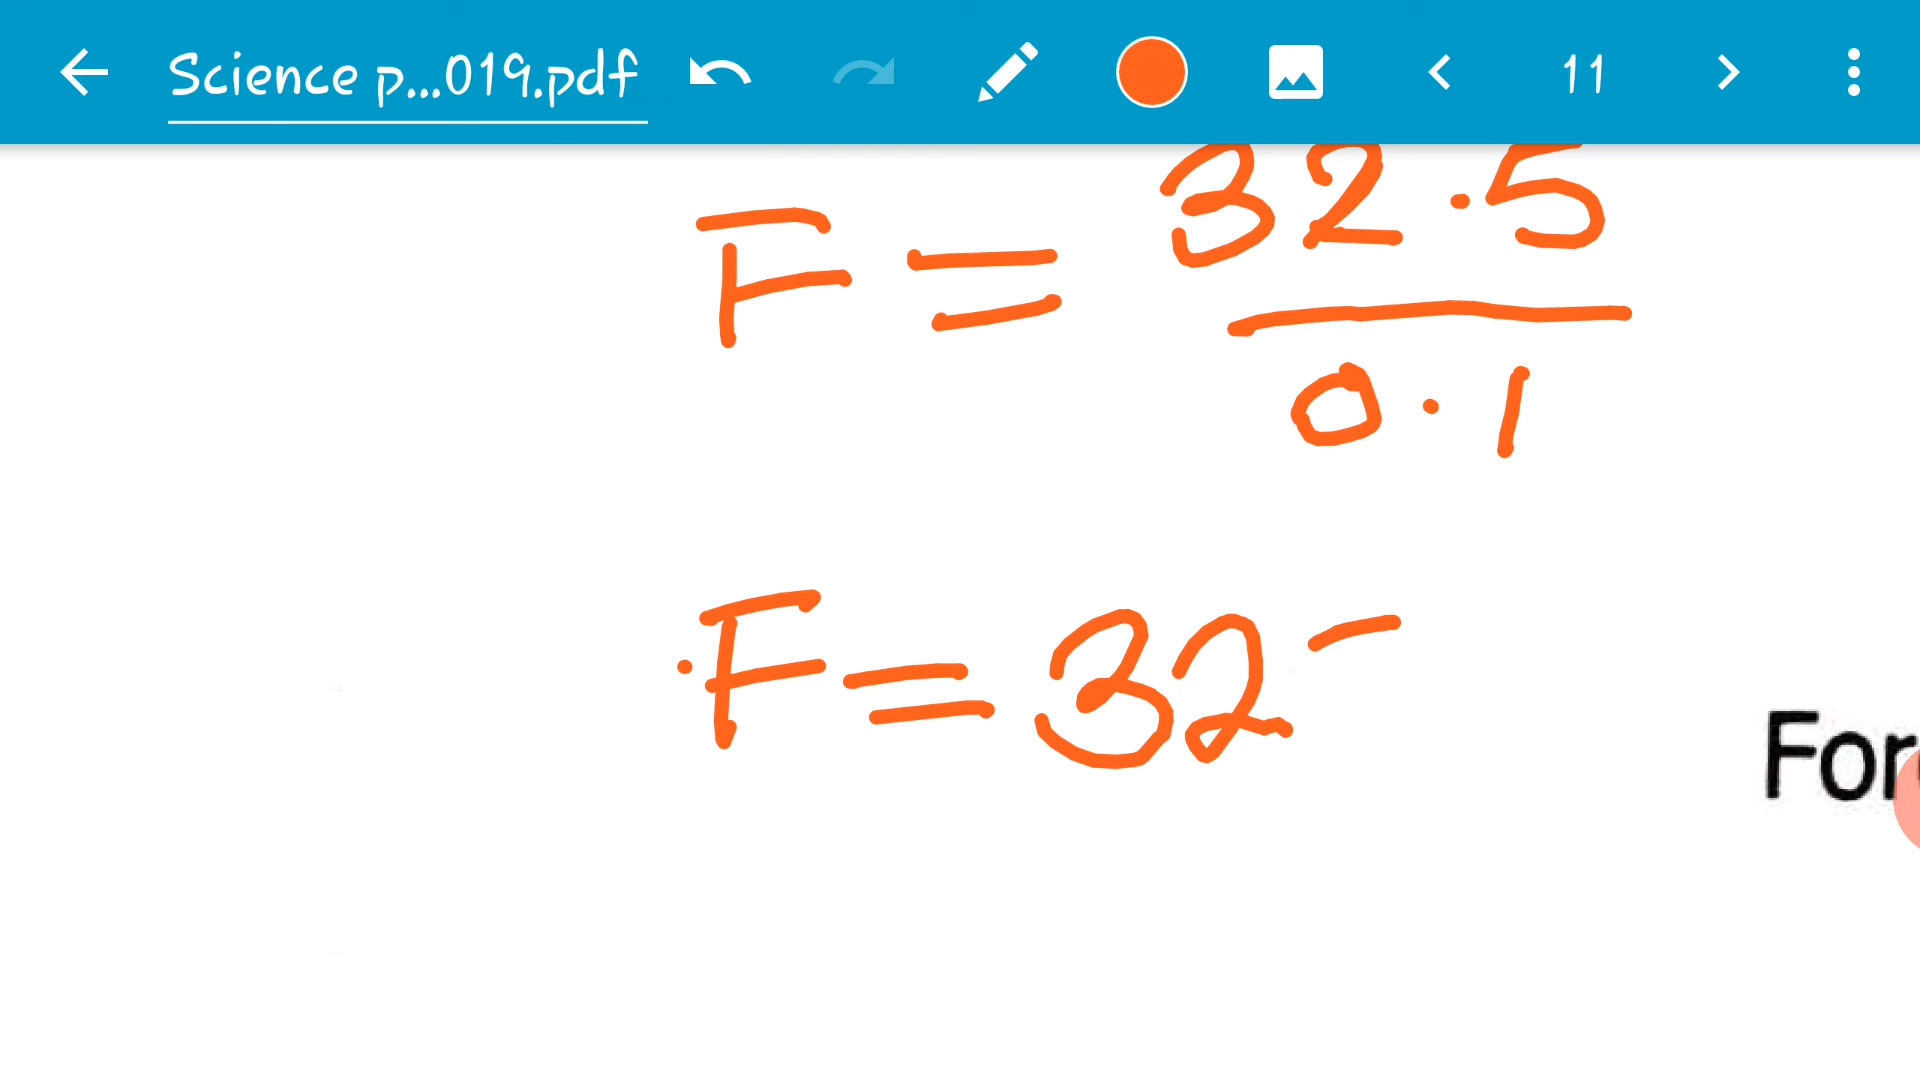 Science p...019.pdf 11
F = 32.5
0.1
F = 32
For